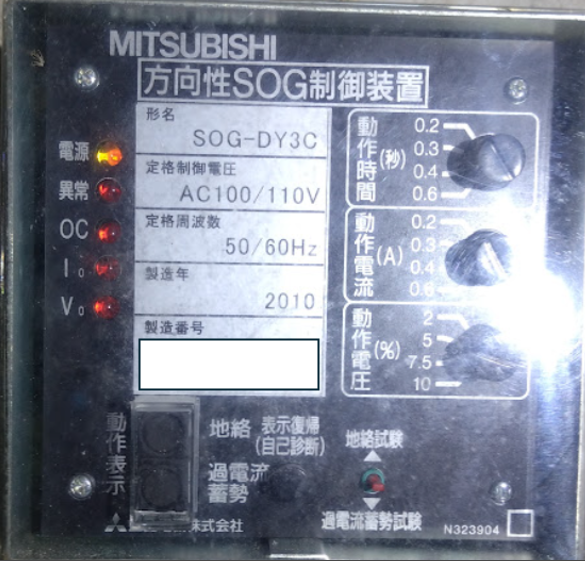 MITSUBISHI
方向性SOG制御装置
形名
SOG-DY3C
定格制御電圧
AC100/110V
定格周波数
50/60Hz
製造年
2010
製造番号
電源
異常
OC
I₀
V₀
動作時間(秒)
0.2
0.3
0.4
0.6
動作電流(A)
0.2
0.3
0.4
0.6
動作電圧(%)
2
5
7.5
10
動作表示
地絡
過電流蓄勢
表示復帰
(自己診断)
地絡試験
過電流蓄勢試験
株式会社
N323904